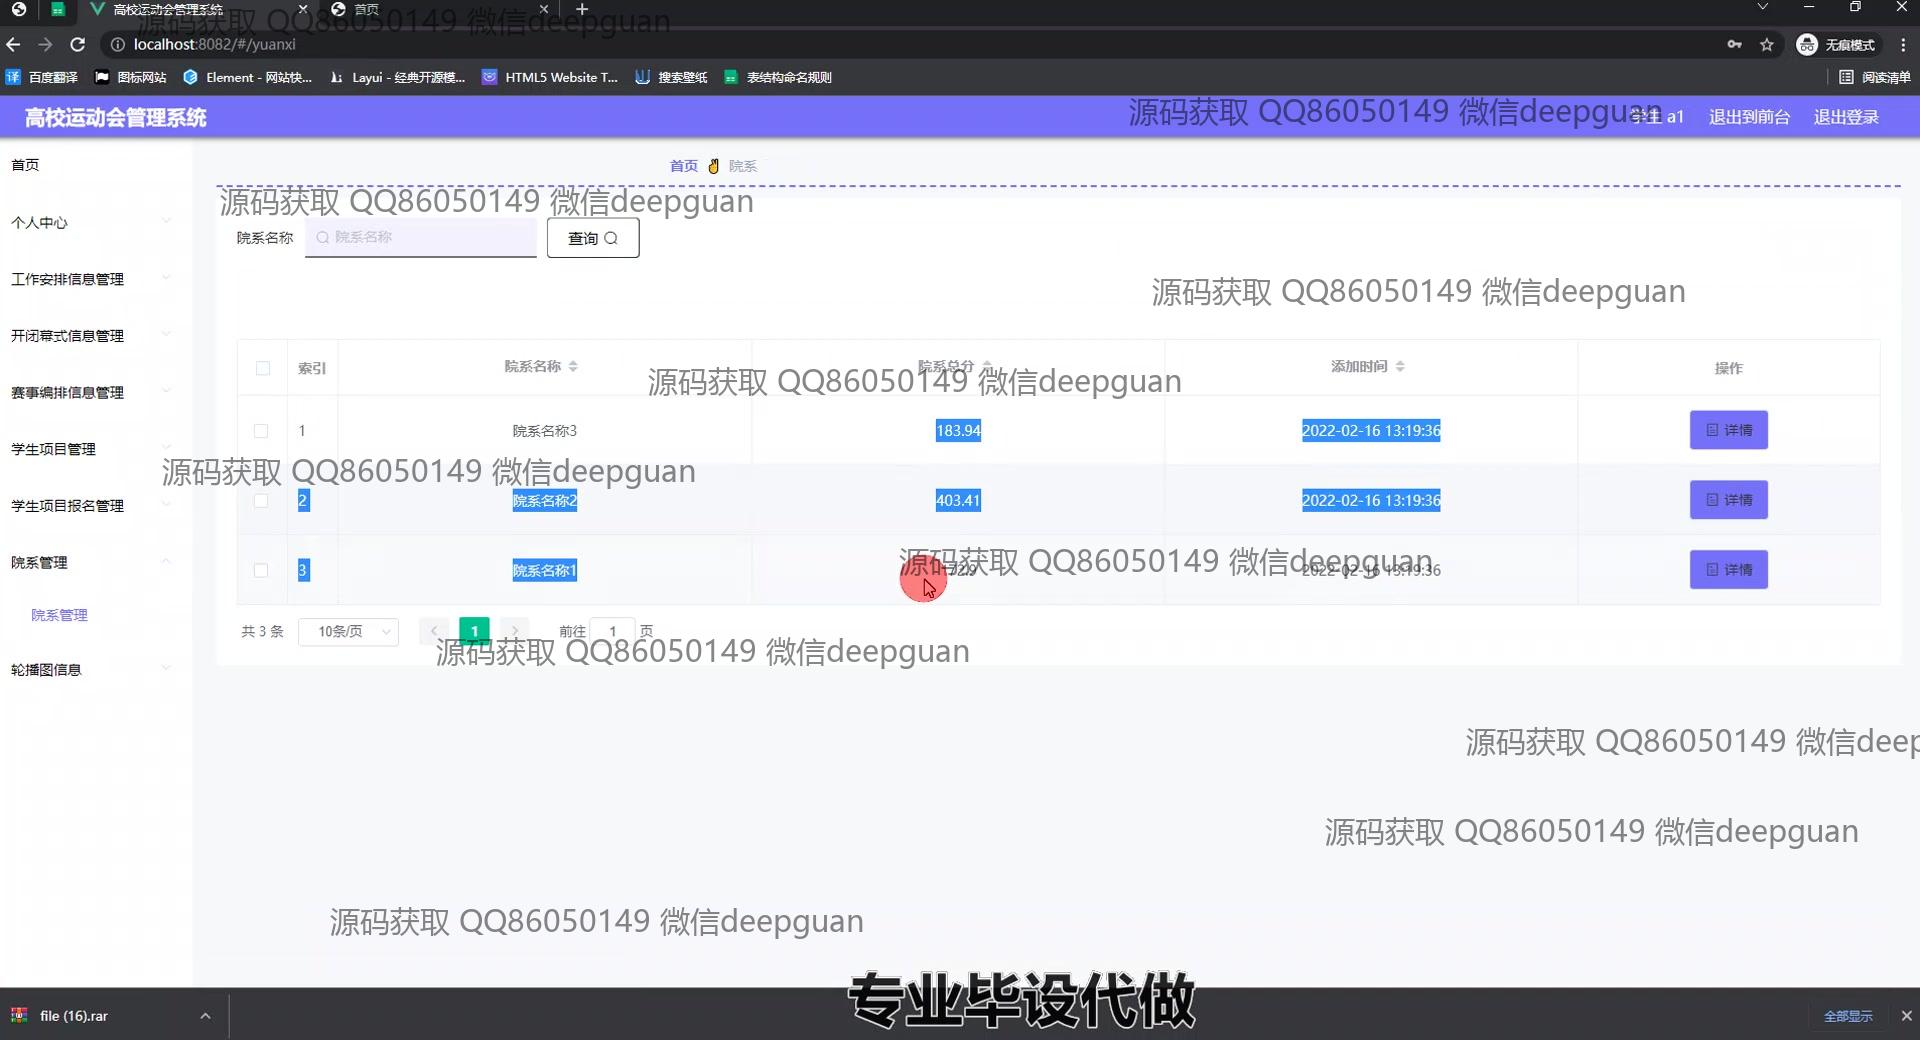 高校运动会管理系统
首页
源码获取 QQ86050149 微信deepguan
localhost:8082/#/yuanxi
无痕模式
百度翻译
图标网站
Element - 网站快...
Layui - 经典开源模...
HTML5 Website T...
搜索壁纸
表结构命名规则
阅读清单
高校运动会管理系统
源码获取 QQ86050149 微信deepguan
学生 a1
退出到前台
退出登录
首页
首页
院系
个人中心
源码获取 QQ86050149 微信deepguan
院系名称
院系名称
查询
工作安排信息管理
源码获取 QQ86050149 微信deepguan
开闭幕式信息管理
索引
院系名称
院系总分
添加时间
操作
源码获取 QQ86050149 微信deepguan
赛事编排信息管理
1
院系名称3
183.94
2022-02-16 13:19:36
详情
学生项目管理
源码获取 QQ86050149 微信deepguan
学生项目报名管理
2
院系名称2
403.41
2022-02-16 13:19:36
详情
院系管理
源码获取 QQ86050149 微信deepguan
3
院系名称1
2022-02-16 13:19:36
详情
院系管理
共 3 条
10条/页
1
前往
1
页
源码获取 QQ86050149 微信deepguan
轮播图信息
源码获取 QQ86050149 微信deep
源码获取 QQ86050149 微信deepguan
源码获取 QQ86050149 微信deepguan
专业毕设代做
file (16).rar
全部显示